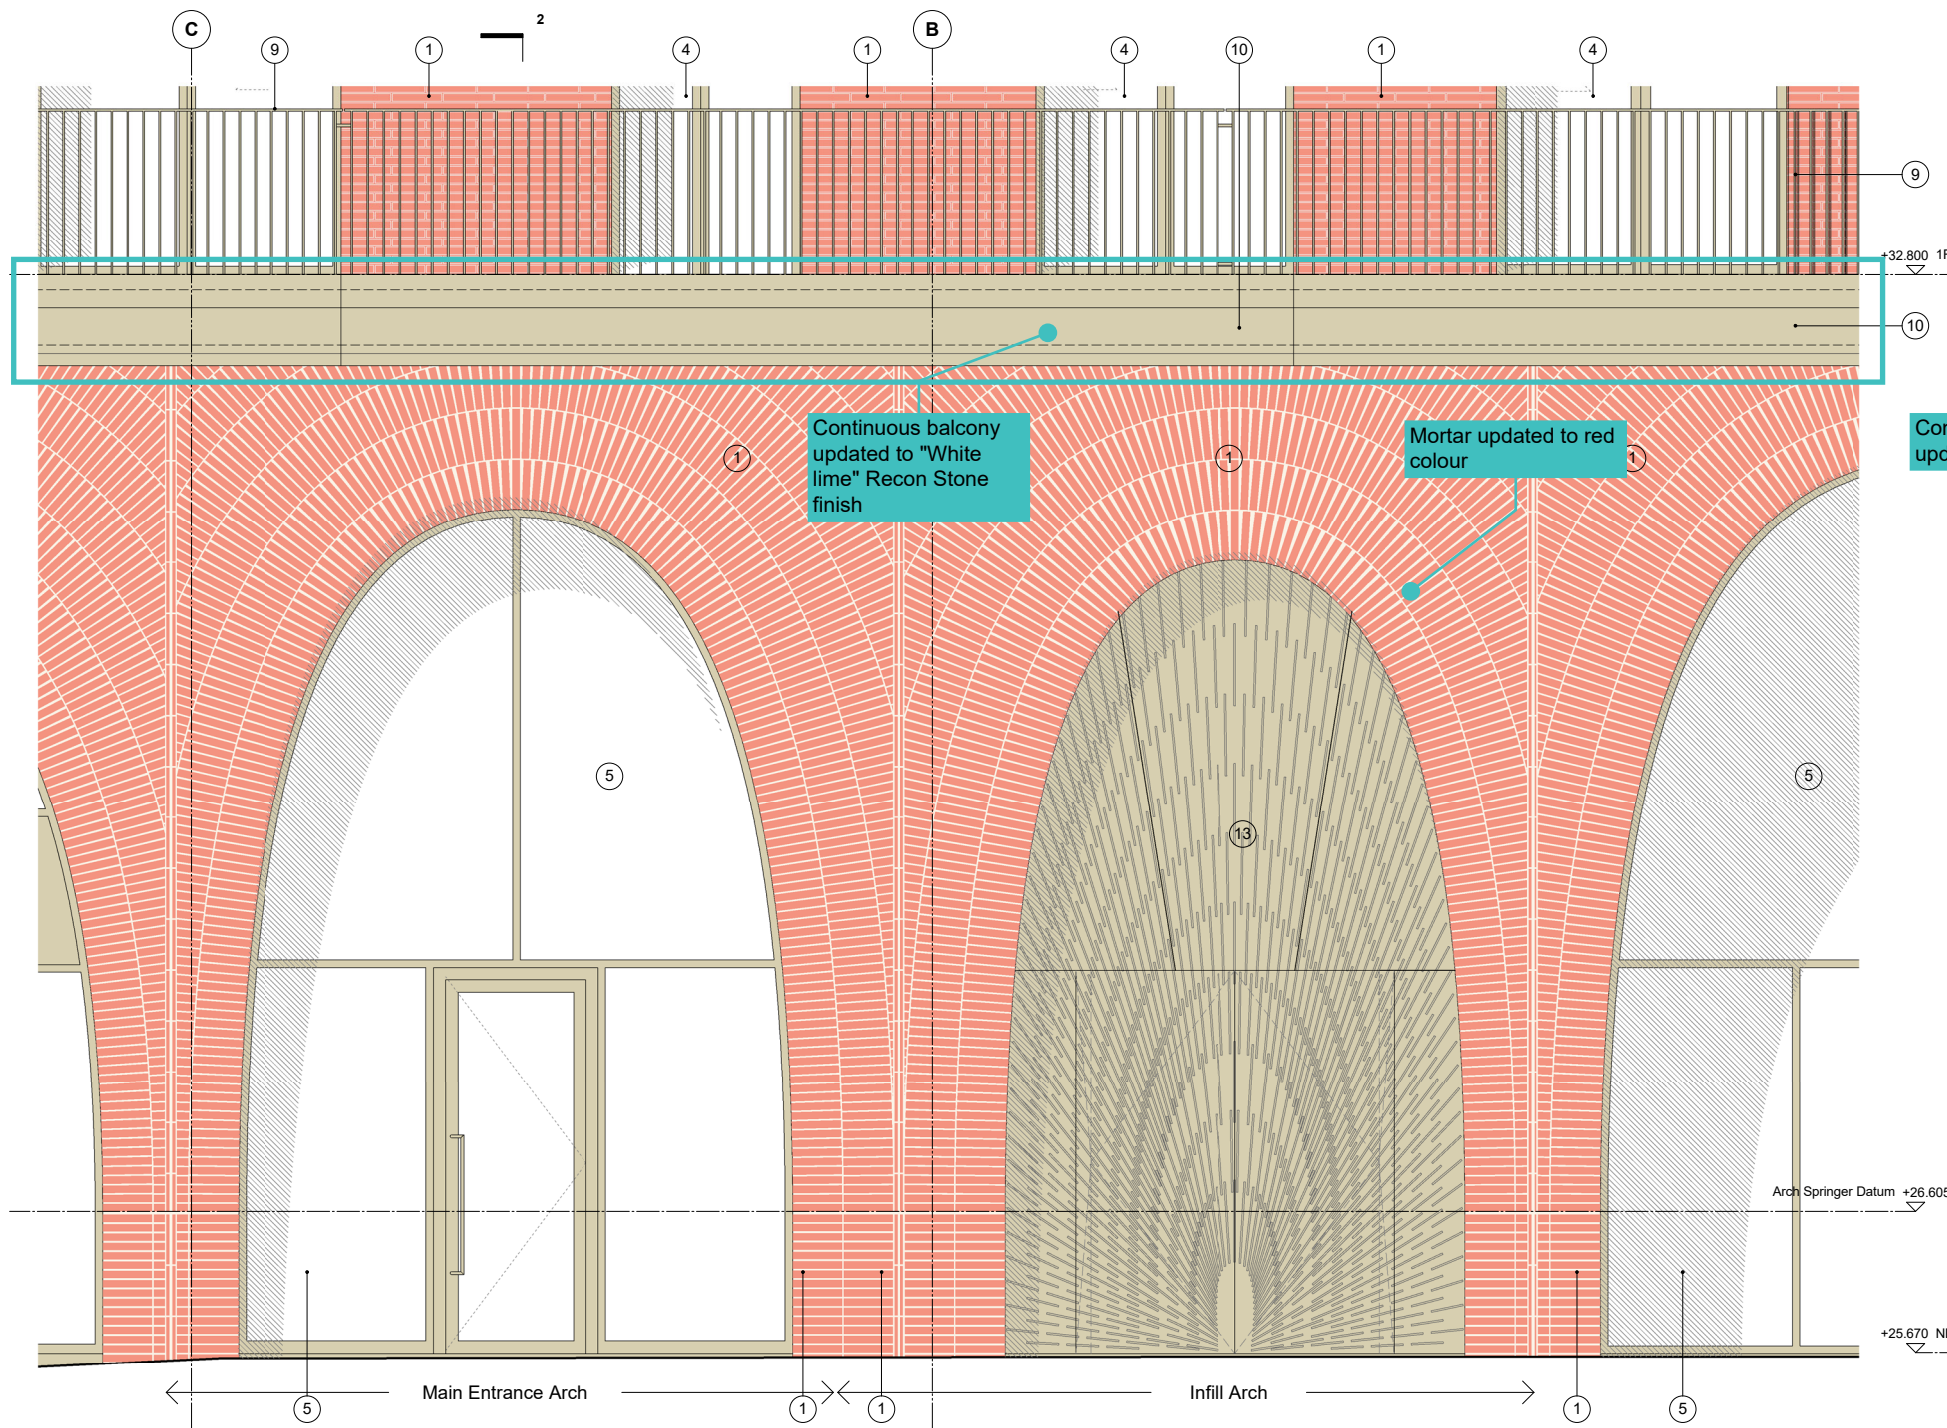 C
2
B
9
1
4
1
4
10
1
4
9
+32.800 1F
10
Continuous balcony
updated to "White
lime" Recon Stone
finish
Mortar updated to red
colour
1
1
1
5
5
13
Arch Springer Datum +26.605
+25.670
Main Entrance Arch
Infill Arch
5
1
1
1
5